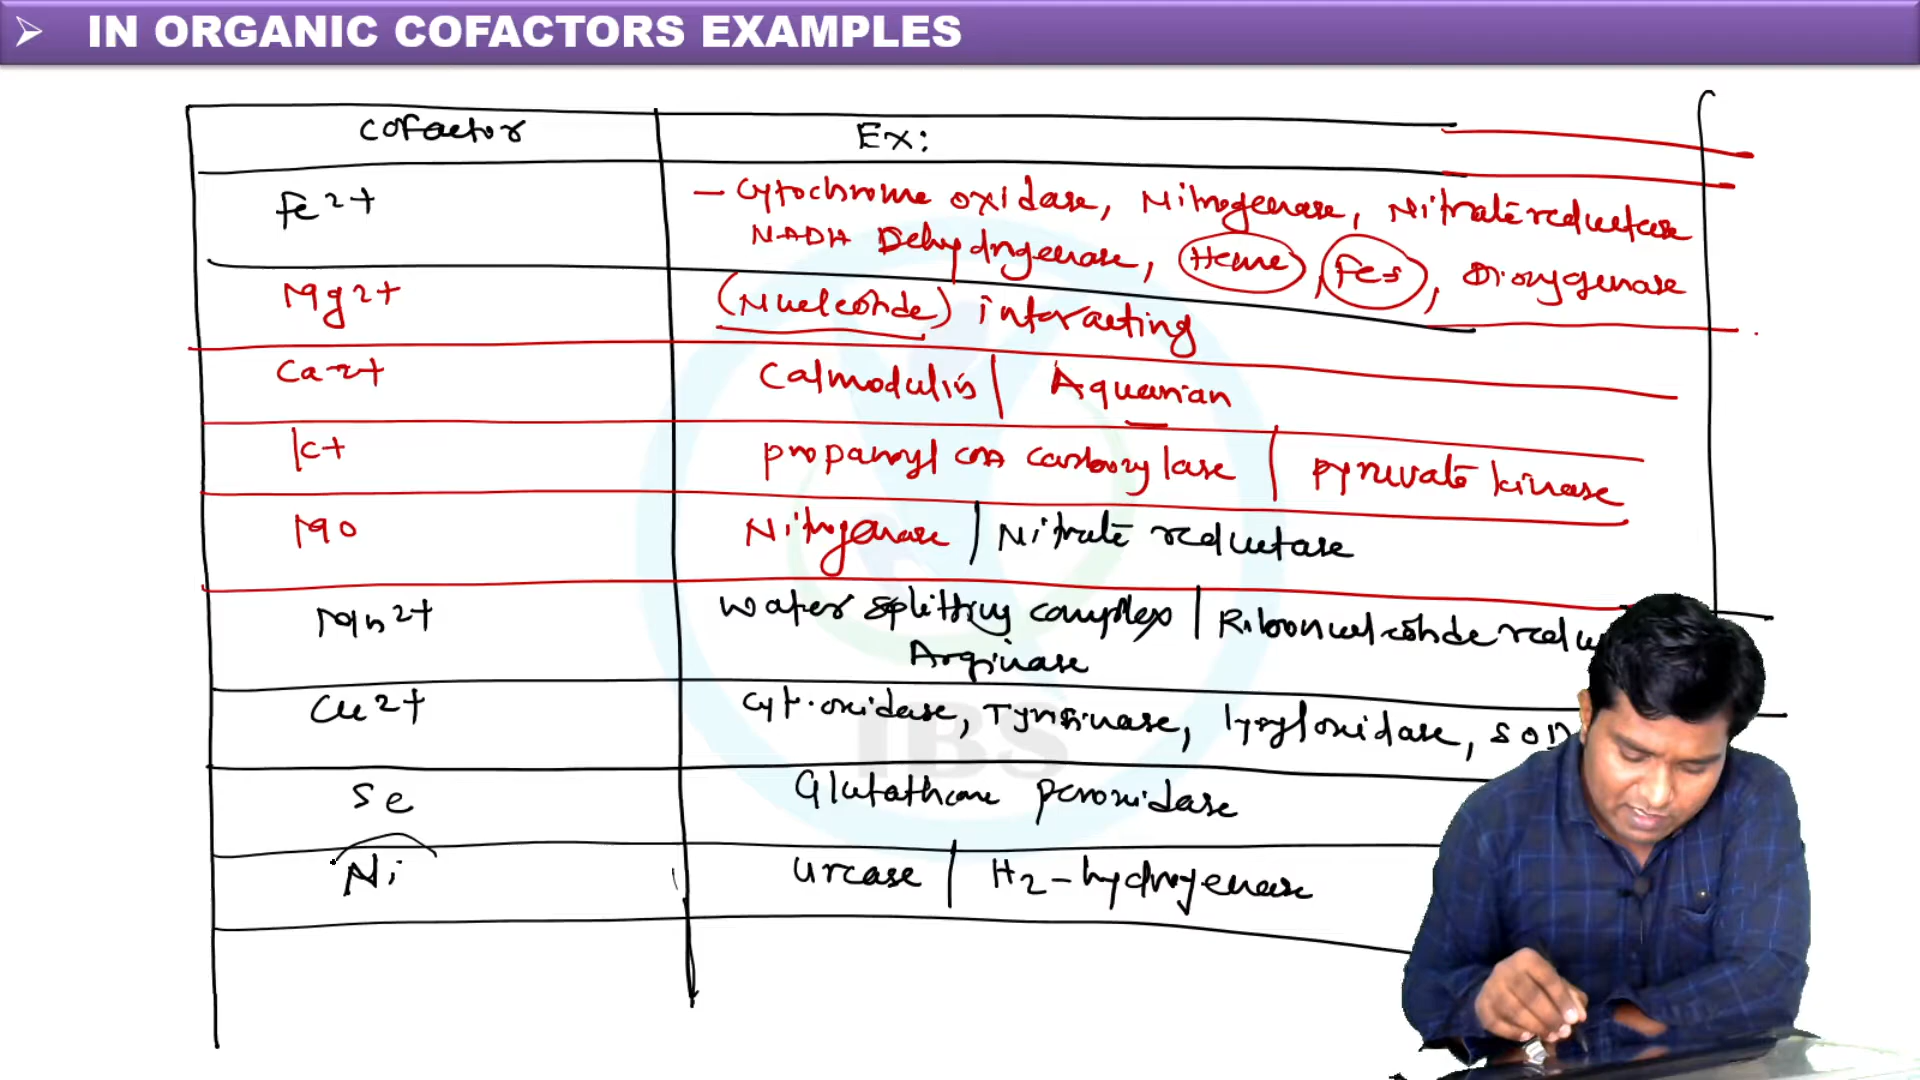 IN ORGANIC COFACTORS EXAMPLES
Cofactor Ex:
Fe2+ - Cytochrome oxidase, Nitrogenase, Nitrate reductase
NADH Dehydrogenase, Heme, FeS, Dioxygenase
Mg2+ (Nucleotide) interacting
Ca2+ Calmodulin |
K+ propanoyl CoA Carboxylase | pyruvate kinase
Mo Nitrogenase | Nitrate reductase
Mn2+ Water splitting complex | Ribonucleotide redu
Arginase
Cu2+ Cyt. oxidase, Tyrosinase, lysyl oxidase, SOD
Se Glutathione peroxidase
Ni Urease | H2-hydrogenase
IBS